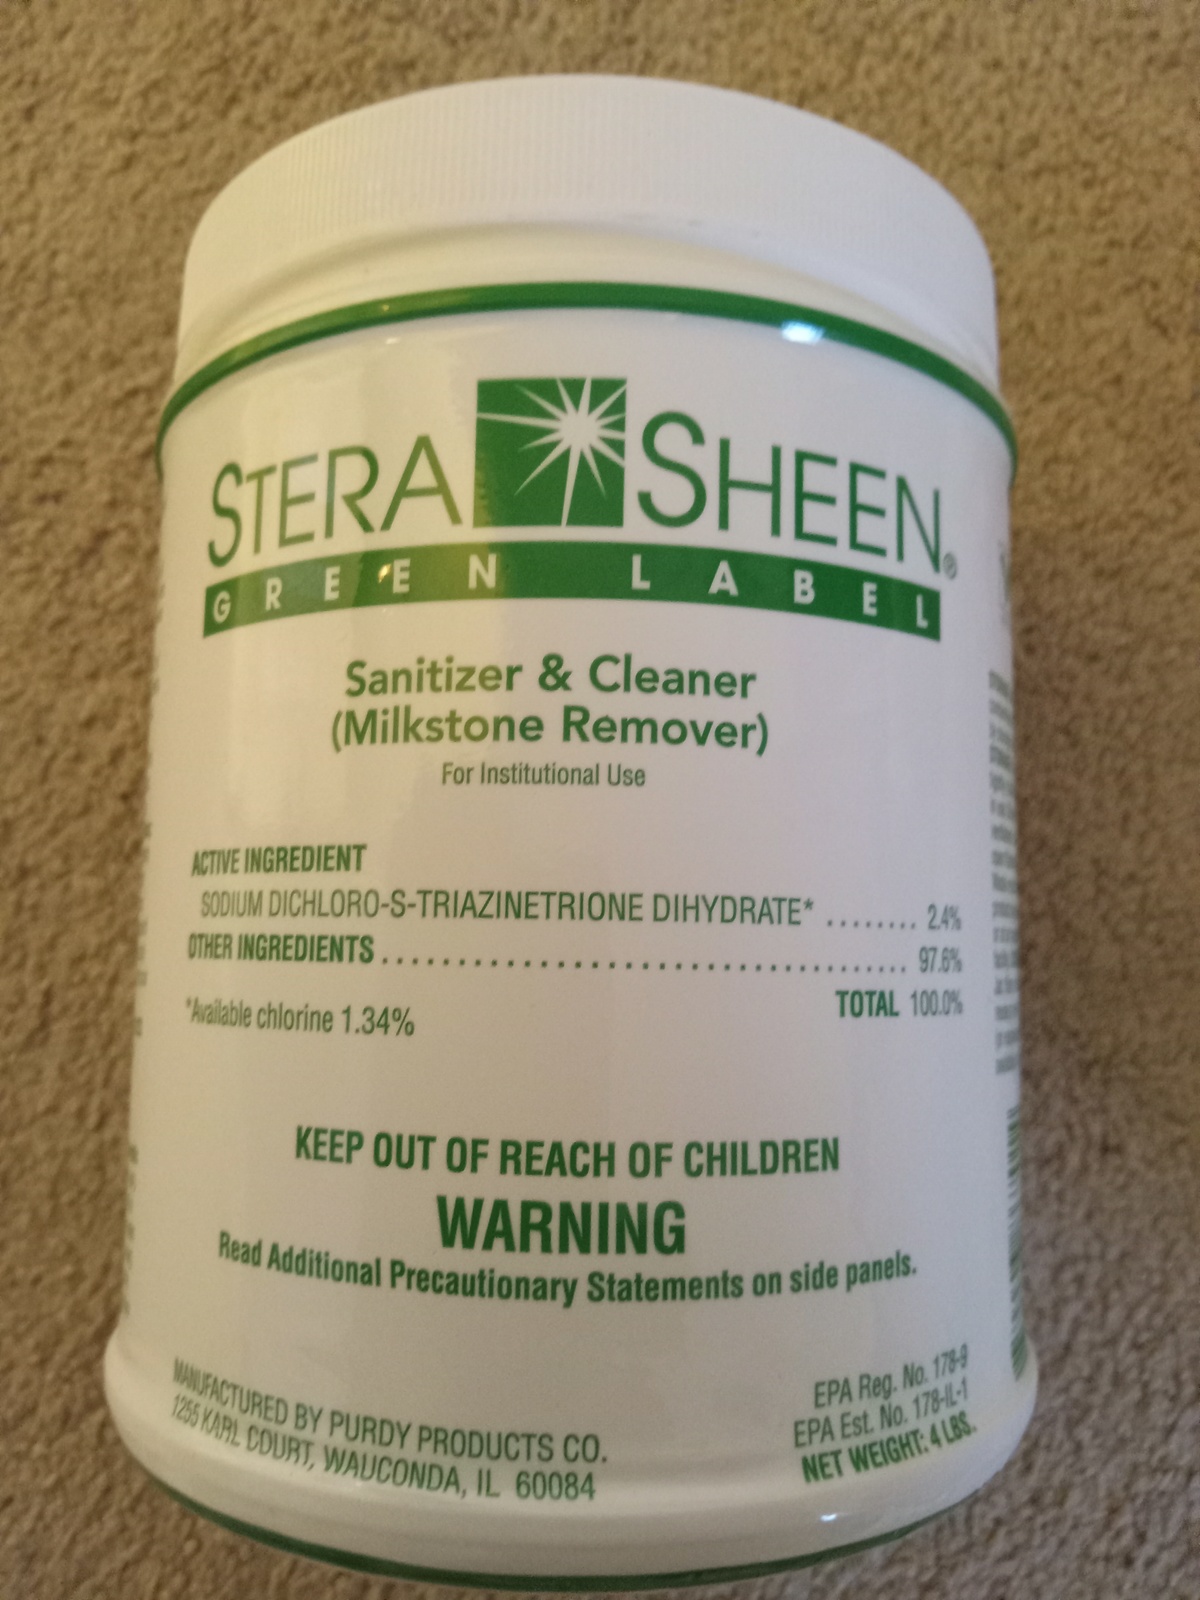 STERA SHEEN®
GREEN LABEL
Sanitizer & Cleaner
(Milkstone Remover)
For Institutional Use
ACTIVE INGREDIENT
SODIUM DICHLORO-S-TRIAZINETRIONE DIHYDRATE* ........ 2.4%
OTHER INGREDIENTS ................................... 97.6%
TOTAL 100.0%
*Available chlorine 1.34%
KEEP OUT OF REACH OF CHILDREN
WARNING
Read Additional Precautionary Statements on side panels.
MANUFACTURED BY PURDY PRODUCTS CO.
1255 KARL COURT, WAUCONDA, IL 60084
EPA Reg. No. 178-9
EPA Est. No. 178-IL-1
NET WEIGHT: 4 LBS.